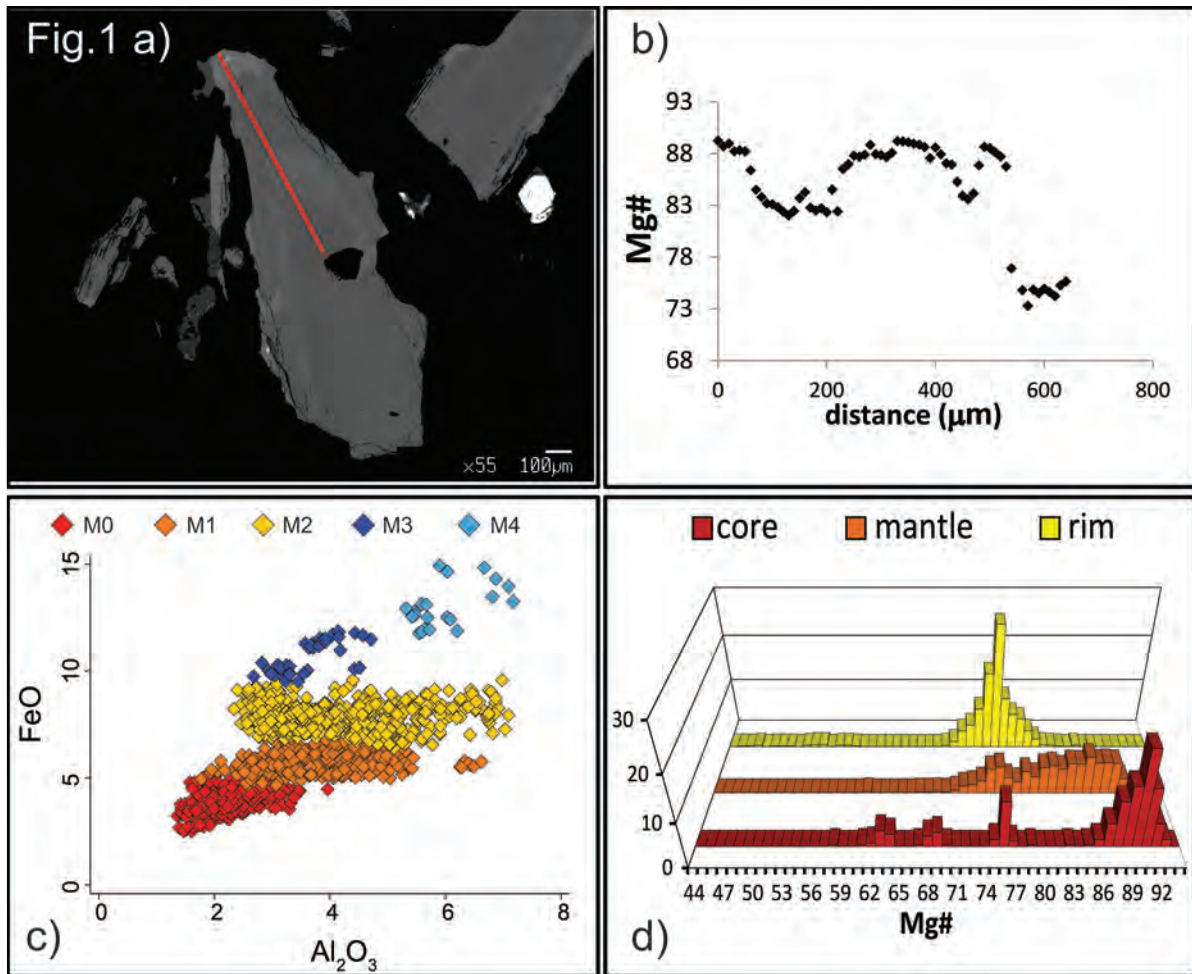 Fig.1 a)
×55 100μm
b)
Mg#
93
88
83
78
73
68
0 200 400 600 800
distance (μm)
M0 M1 M2 M3 M4
FeO
15
10
5
0
0 2 4 6 8
Al₂O₃
c)
core mantle rim
30
20
10
0
44 47 50 53 56 59 62 65 68 71 74 77 80 83 86 89 92
Mg#
d)